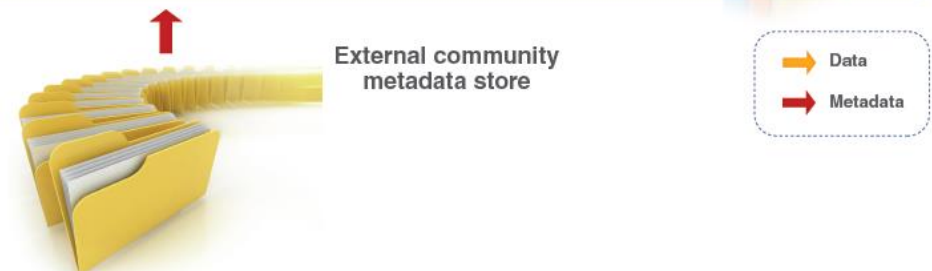 External community
metadata store
Data
Metadata